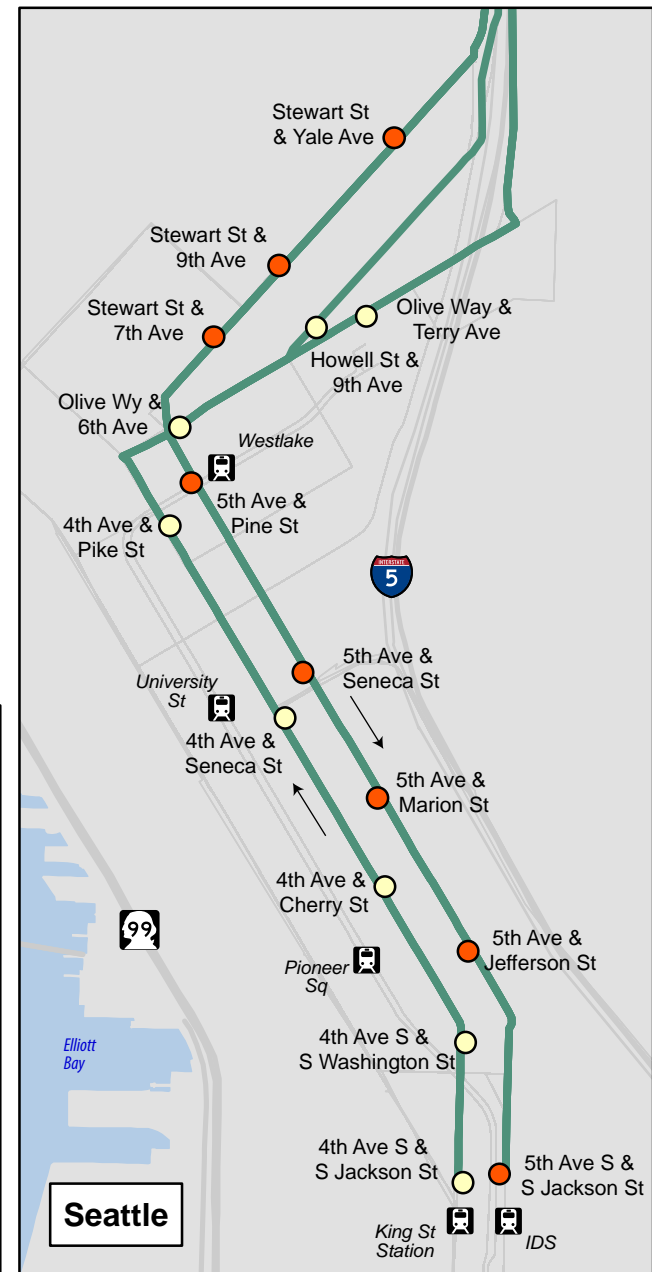 Stewart St
& Yale Ave
Stewart St &
9th Ave
Stewart St &
7th Ave
Olive Way &
Terry Ave
Howell St &
9th Ave
Olive Wy &
6th Ave
Westlake
5th Ave &
Pine St
4th Ave &
Pike St
INTERSTATE
5
5th Ave &
Seneca St
University
St
4th Ave &
Seneca St
5th Ave &
Marion St
4th Ave &
Cherry St
99
5th Ave &
Jefferson St
Pioneer
Sq
4th Ave S &
S Washington St
Elliott
Bay
4th Ave S &
S Jackson St
5th Ave S &
S Jackson St
Seattle
King St
Station
IDS